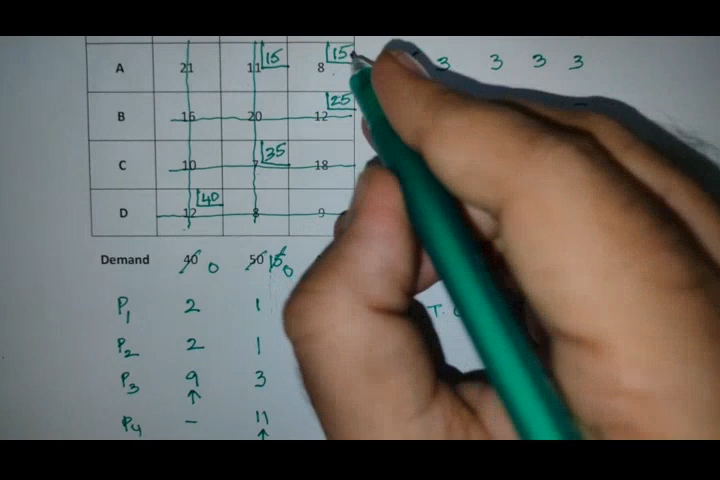 A 21 11 15 8 15 3 3 3 3
B 16 20 12 25
C 10 7 35 18
D 12 40 8 9
Demand 40 0 50 15 0
P1 2 1 T.
P2 2 1
P3 9 3
P4 - 11